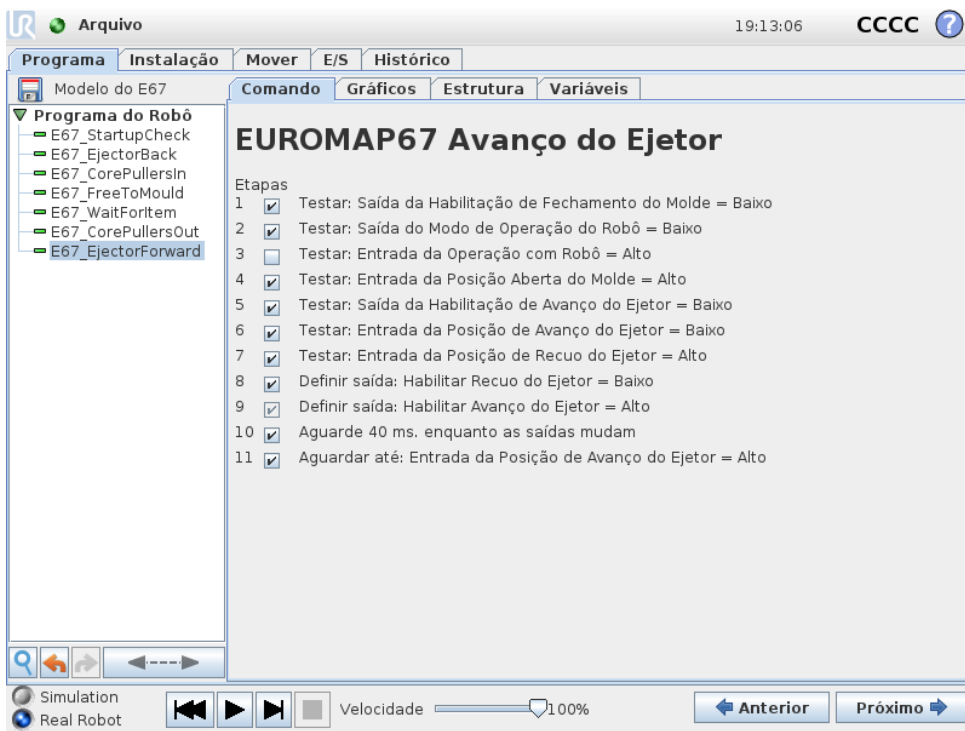 UR Arquivo 19:13:06 CCCC ?
Programa Instalação Mover E/S Histórico
Modelo do E67 Comando Gráficos Estrutura Variáveis
Programa do Robô
E67_StartupCheck
E67_EjectorBack
E67_CorePullersIn
E67_FreeToMould
E67_WaitForItem
E67_CorePullersOut
E67_EjectorForward
EUROMAP67 Avanço do Ejetor
Etapas
1 Testar: Saída da Habilitação de Fechamento do Molde = Baixo
2 Testar: Saída do Modo de Operação do Robô = Baixo
3 Testar: Entrada da Operação com Robô = Alto
4 Testar: Entrada da Posição Aberta do Molde = Alto
5 Testar: Saída da Habilitação de Avanço do Ejetor = Baixo
6 Testar: Entrada da Posição de Avanço do Ejetor = Baixo
7 Testar: Entrada da Posição de Recuo do Ejetor = Alto
8 Definir saída: Habilitar Recuo do Ejetor = Baixo
9 Definir saída: Habilitar Avanço do Ejetor = Alto
10 Aguarde 40 ms. enquanto as saídas mudam
11 Aguardar até: Entrada da Posição de Avanço do Ejetor = Alto
Simulation
Real Robot
Velocidade 100%
Anterior Próximo